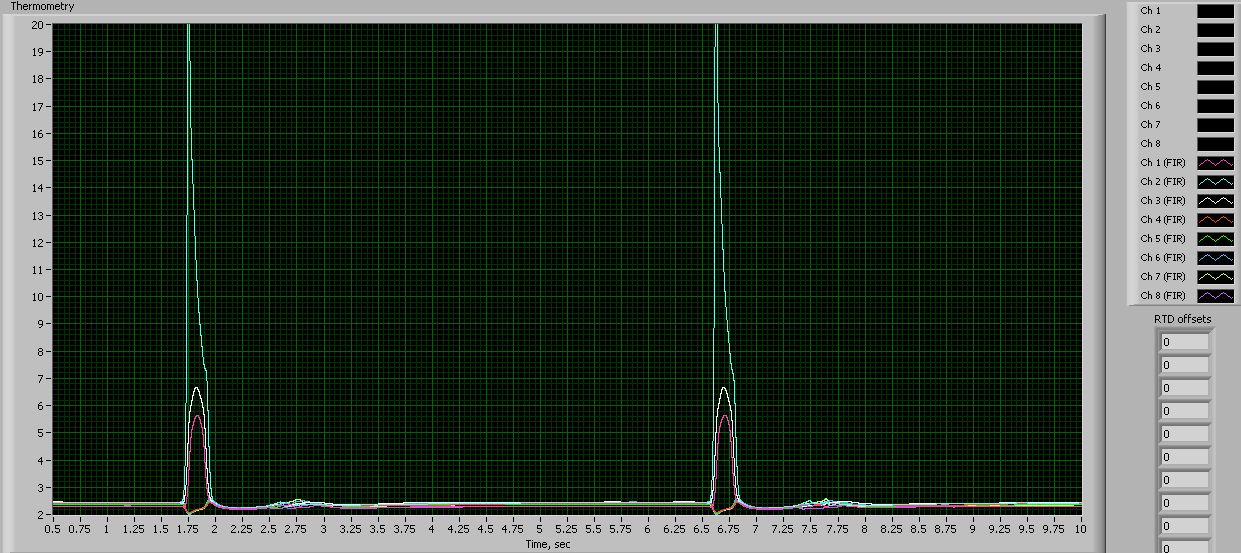 Thermometry
20
19
18
17
16
15
14
13
12
11
10
9
8
7
6
5
4
3
2
0.5 0.75 1 1.25 1.5 1.75 2 2.25 2.5 2.75 3 3.25 3.5 3.75 4 4.25 4.5 4.75 5 5.25 5.5 5.75 6 6.25 6.5 6.75 7 7.25 7.5 7.75 8 8.25 8.5 8.75 9 9.25 9.5 9.75 10
Time, sec
Ch 1
Ch 2
Ch 3
Ch 4
Ch 5
Ch 6
Ch 7
Ch 8
Ch 1 (FIR)
Ch 2 (FIR)
Ch 3 (FIR)
Ch 4 (FIR)
Ch 5 (FIR)
Ch 6 (FIR)
Ch 7 (FIR)
Ch 8 (FIR)
RTD offsets
0
0
0
0
0
0
0
0
0
0